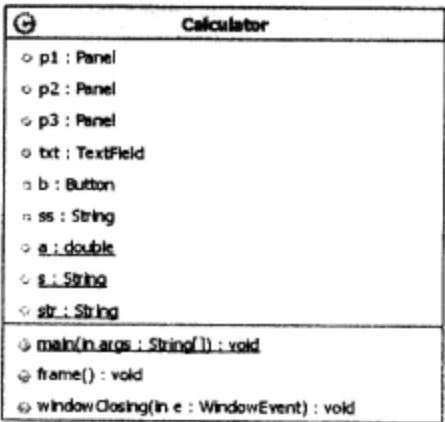 Calculator
p1 : Panel
p2 : Panel
p3 : Panel
txt : TextField
b : Button
ss : String
a : double
s : String
str : String
main(in args : String[]) : void
frame() : void
windowClosing(in e : WindowEvent) : void